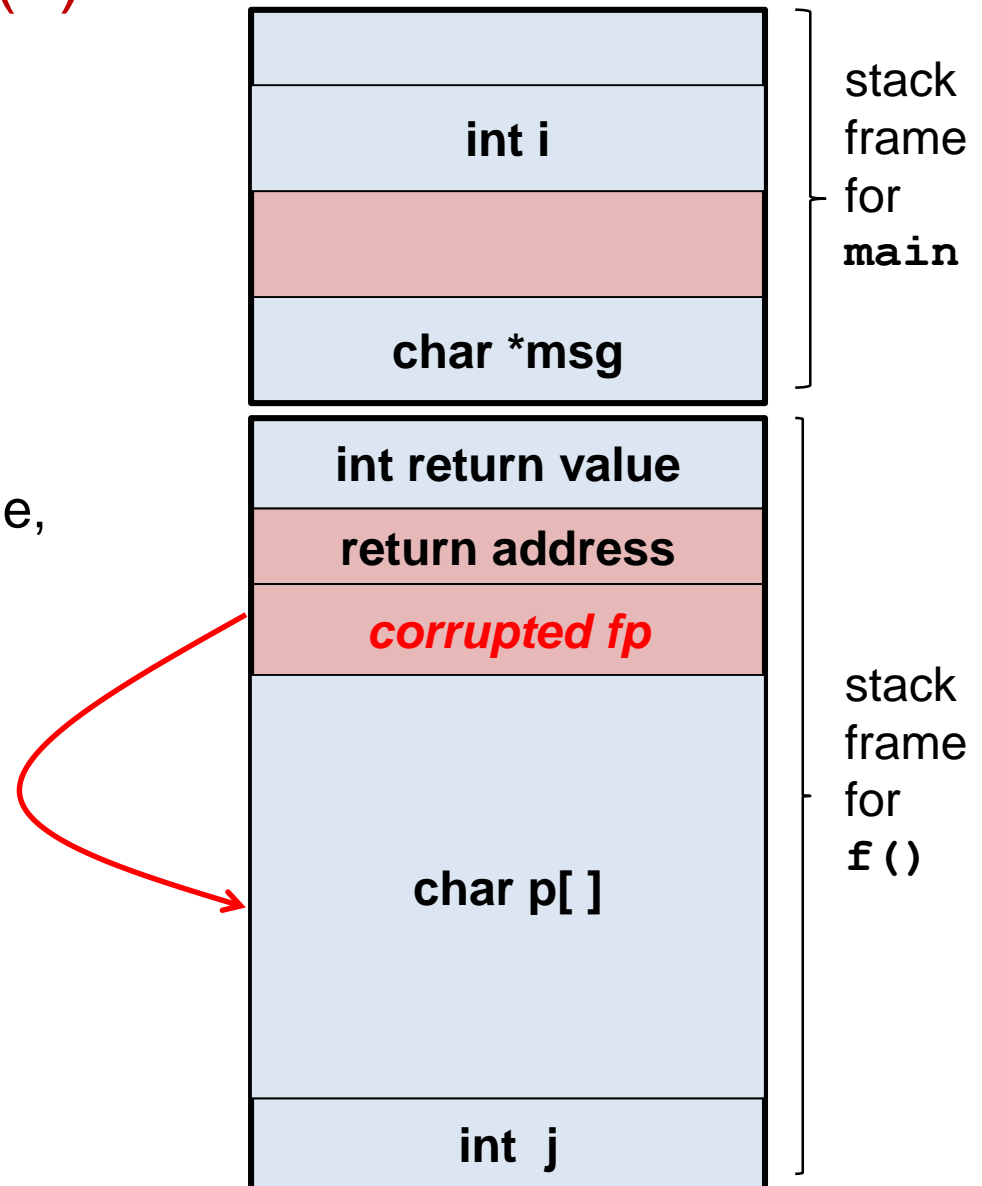 int i
char *msg
stack
frame
for
main
int return value
e,
return address
corrupted fp
char p[ ]
int j
stack
frame
for
f()